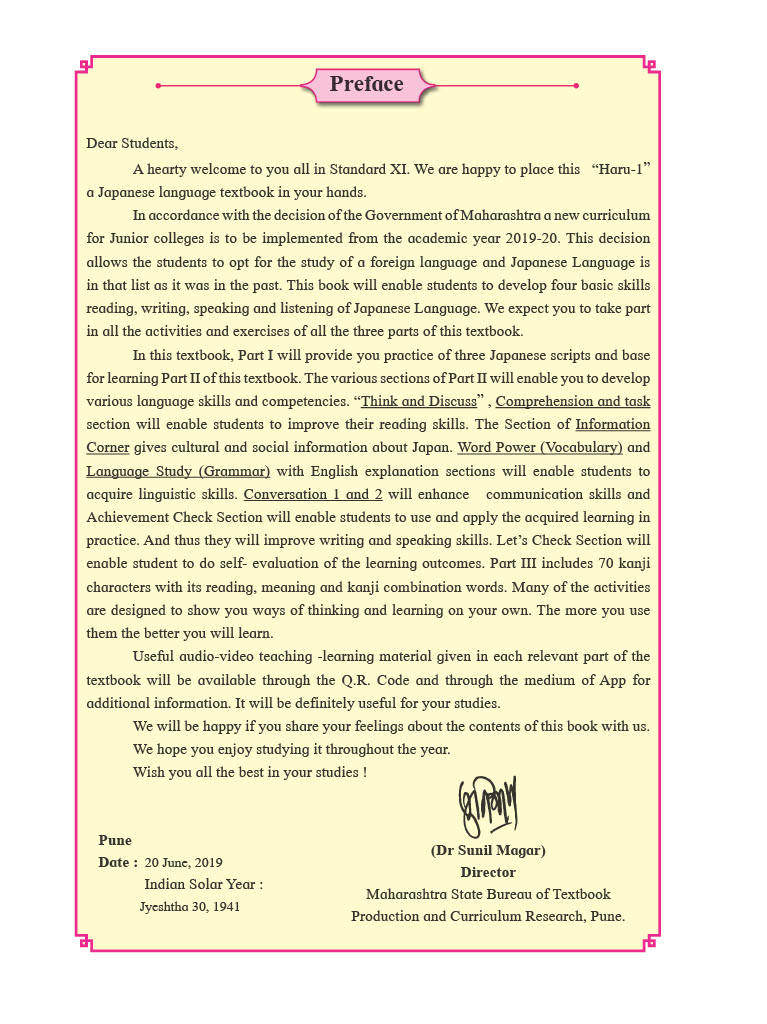 Preface
Dear Students,
A hearty welcome to you all in Standard XI. We are happy to place this “Haru-1”
a Japanese language textbook in your hands.
In accordance with the decision of the Government of Maharashtra a new curriculum
for Junior colleges is to be implemented from the academic year 2019-20. This decision
allows the students to opt for the study of a foreign language and Japanese Language is
in that list as it was in the past. This book will enable students to develop four basic skills
reading, writing, speaking and listening of Japanese Language. We expect you to take part
in all the activities and exercises of all the three parts of this textbook.
In this textbook, Part I will provide you practice of three Japanese scripts and base
for learning Part II of this textbook. The various sections of Part II will enable you to develop
various language skills and competencies. “Think and Discuss” , Comprehension and task
section will enable students to improve their reading skills. The Section of Information
Corner gives cultural and social information about Japan. Word Power (Vocabulary) and
Language Study (Grammar) with English explanation sections will enable students to
acquire linguistic skills. Conversation 1 and 2 will enhance communication skills and
Achievement Check Section will enable students to use and apply the acquired learning in
practice. And thus they will improve writing and speaking skills. Let’s Check Section will
enable student to do self- evaluation of the learning outcomes. Part III includes 70 kanji
characters with its reading, meaning and kanji combination words. Many of the activities
are designed to show you ways of thinking and learning on your own. The more you use
them the better you will learn.
Useful audio-video teaching -learning material given in each relevant part of the
textbook will be available through the Q.R. Code and through the medium of App for
additional information. It will be definitely useful for your studies.
We will be happy if you share your feelings about the contents of this book with us.
We hope you enjoy studying it throughout the year.
Wish you all the best in your studies !
Pune
Date : 20 June, 2019
Indian Solar Year :
Jyeshtha 30, 1941
(Dr Sunil Magar)
Director
Maharashtra State Bureau of Textbook
Production and Curriculum Research, Pune.